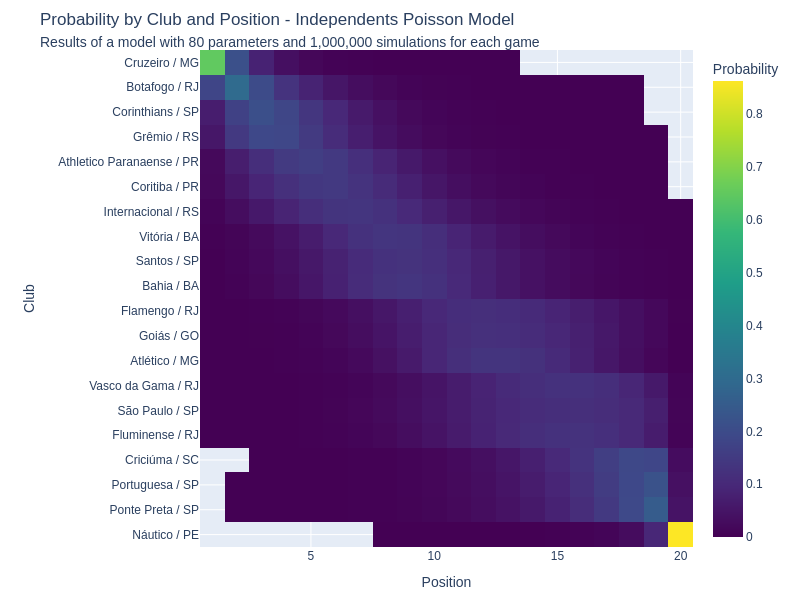 Probability by Club and Position - Independents Poisson Model
Results of a model with 80 parameters and 1,000,000 simulations for each game
Probability
Cruzeiro / MG
Botafogo / RJ
Corinthians / SP
Grêmio / RS
Athletico Paranaense / PR
Coritiba / PR
Internacional / RS
Vitória / BA
Santos / SP
Bahia / BA
Flamengo / RJ
Goiás / GO
Atlético / MG
Vasco da Gama / RJ
São Paulo / SP
Fluminense / RJ
Criciúma / SC
Portuguesa / SP
Ponte Preta / SP
Náutico / PE
Club
5
10
15
20
Position
0.8
0.7
0.6
0.5
0.4
0.3
0.2
0.1
0